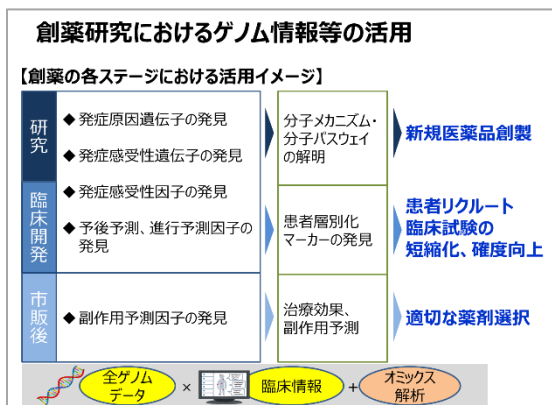 創薬研究におけるゲノム情報等の活用
【創薬の各ステージにおける活用イメージ】
研究
◆ 発症原因遺伝子の発見
◆ 発症感受性遺伝子の発見
分子メカニズム・
分子パスウェイ
の解明
新規医薬品創製
臨床開発
◆ 発症感受性因子の発見
◆ 予後予測、進行予測因子の
発見
患者層別化
マーカーの発見
患者リクルート
臨床試験の
短縮化、確度向上
市販後
◆ 副作用予測因子の発見
治療効果、
副作用予測
適切な薬剤選択
全ゲノム
データ
×
臨床情報
+
オミックス
解析